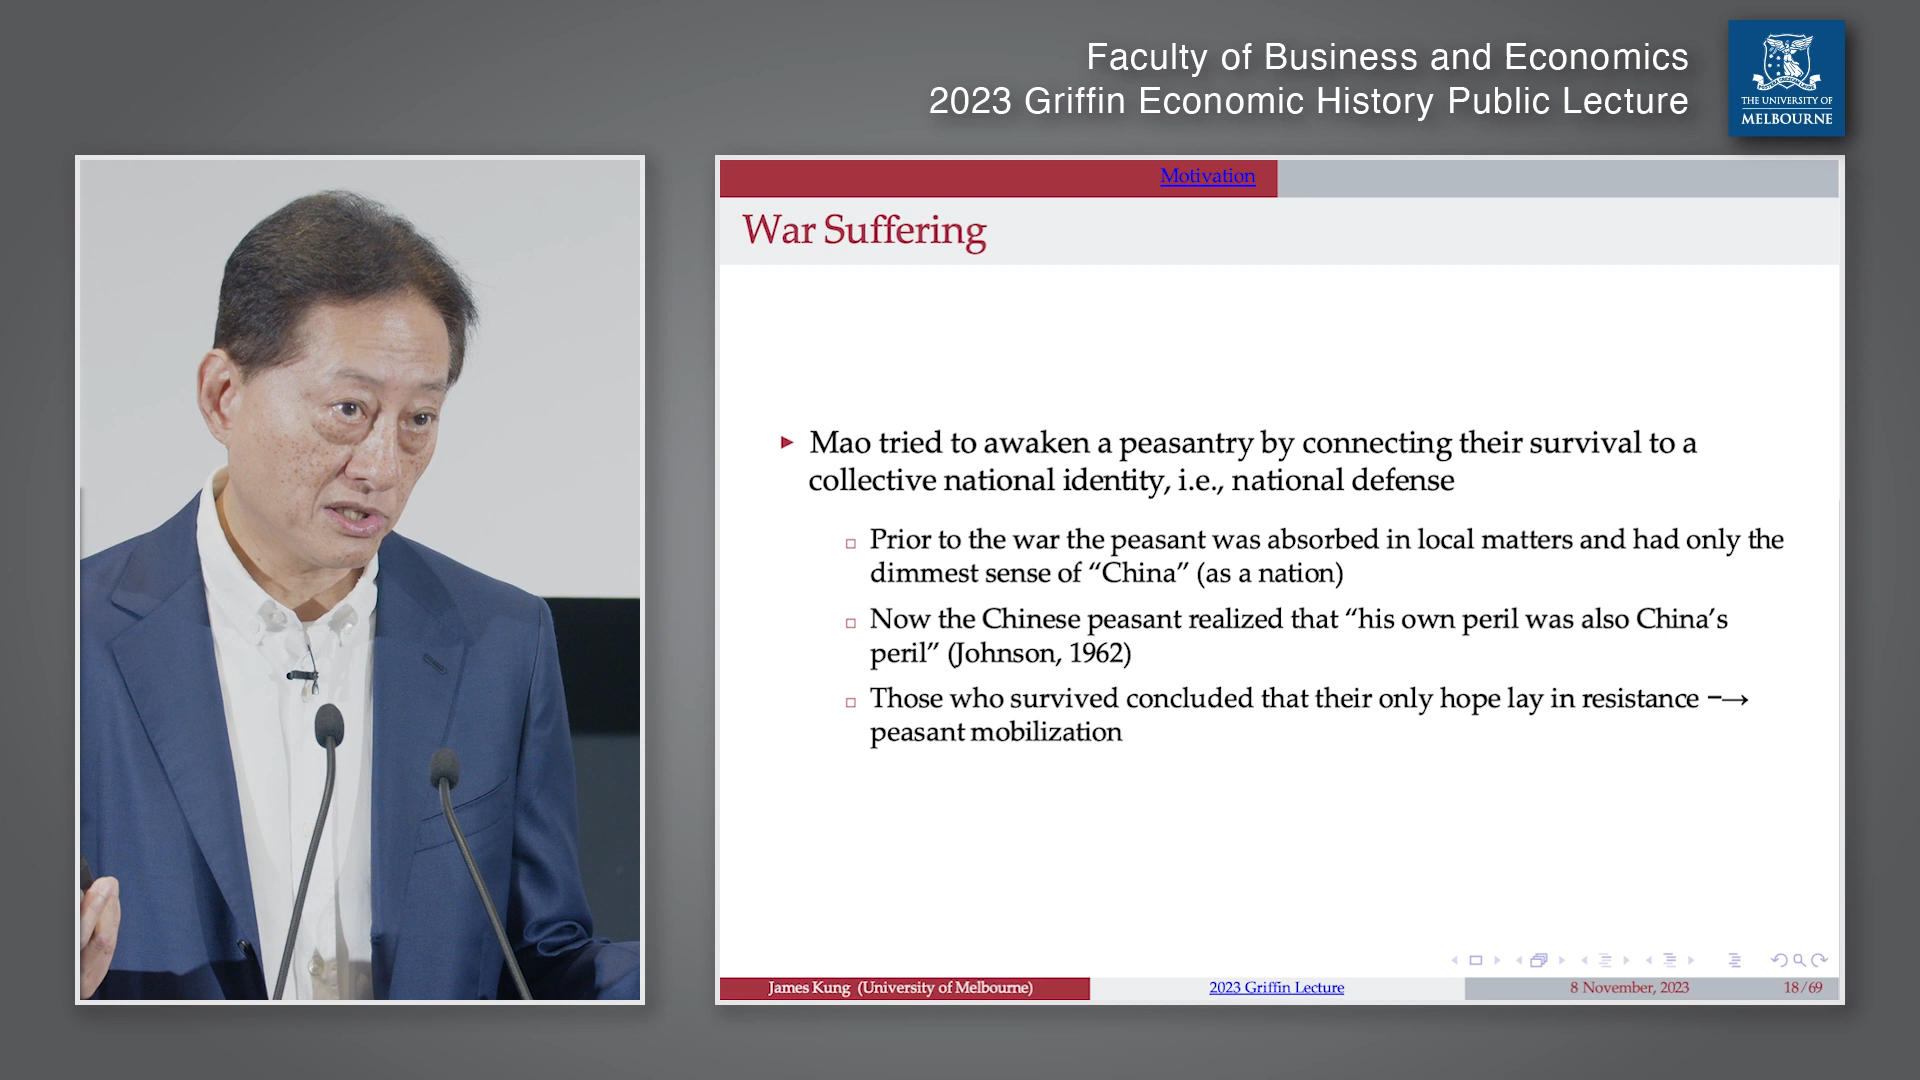 Faculty of Business and Economics
2023 Griffin Economic History Public Lecture
THE UNIVERSITY OF
MELBOURNE
Motivation
War Suffering
Mao tried to awaken a peasantry by connecting their survival to a
collective national identity, i.e., national defense
Prior to the war the peasant was absorbed in local matters and had only the
dimmest sense of “China” (as a nation)
Now the Chinese peasant realized that “his own peril was also China’s
peril” (Johnson, 1962)
Those who survived concluded that their only hope lay in resistance −→
peasant mobilization
James Kung (University of Melbourne)
2023 Griffin Lecture
8 November, 2023
18/69